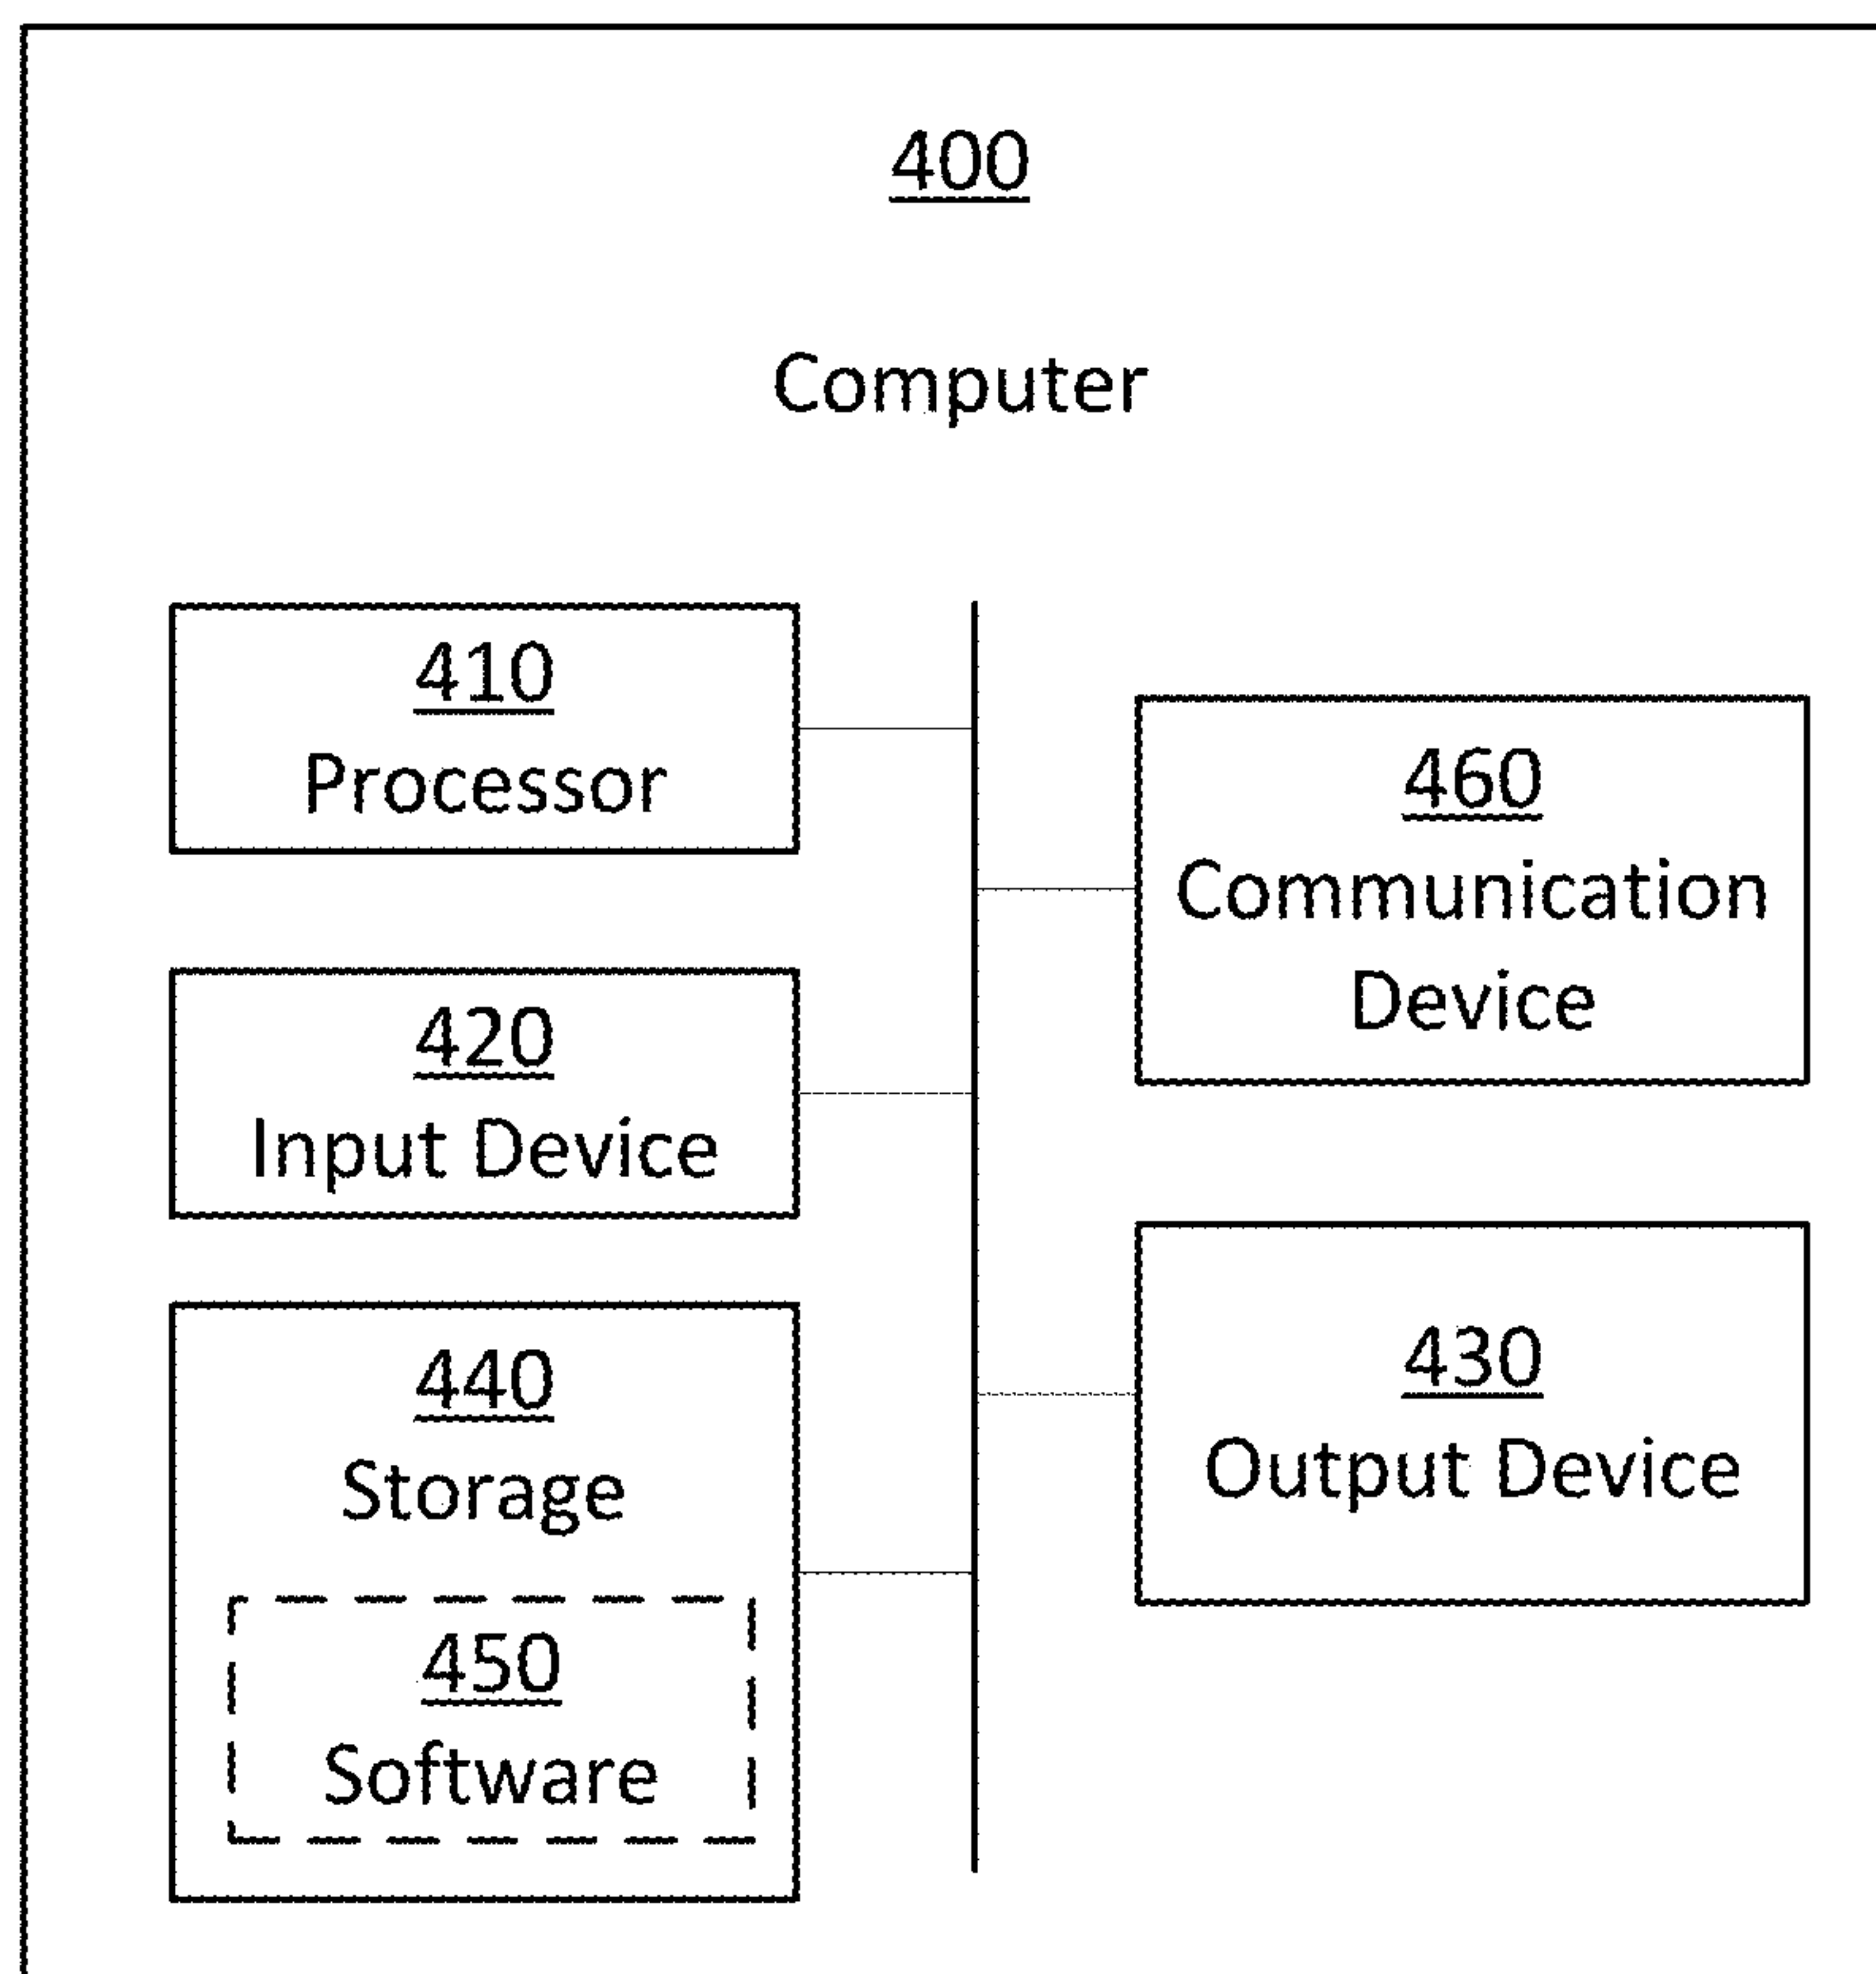 400
Computer
410
Processor
460
Communication
Device
420
Input Device
430
Output Device
440
Storage
450
Software